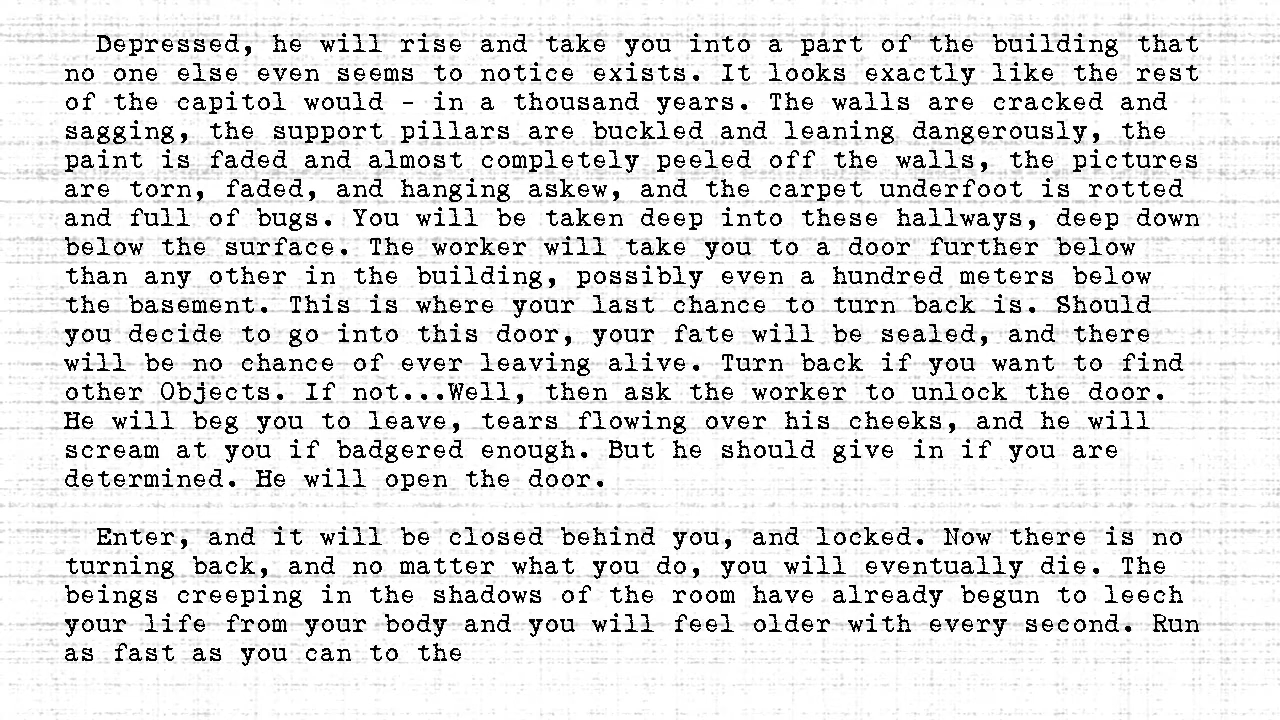 Depressed, he will rise and take you into a part of the building that
no one else even seems to notice exists. It looks exactly like the rest
of the capitol would - in a thousand years. The walls are cracked and
sagging, the support pillars are buckled and leaning dangerously, the
paint is faded and almost completely peeled off the walls, the pictures
are torn, faded, and hanging askew, and the carpet underfoot is rotted
and full of bugs. You will be taken deep into these hallways, deep down
below the surface. The worker will take you to a door further below
than any other in the building, possibly even a hundred meters below
the basement. This is where your last chance to turn back is. Should
you decide to go into this door, your fate will be sealed, and there
will be no chance of ever leaving alive. Turn back if you want to find
other Objects. If not...Well, then ask the worker to unlock the door.
He will beg you to leave, tears flowing over his cheeks, and he will
scream at you if badgered enough. But he should give in if you are
determined. He will open the door.
Enter, and it will be closed behind you, and locked. Now there is no
turning back, and no matter what you do, you will eventually die. The
beings creeping in the shadows of the room have already begun to leech
your life from your body and you will feel older with every second. Run
as fast as you can to the